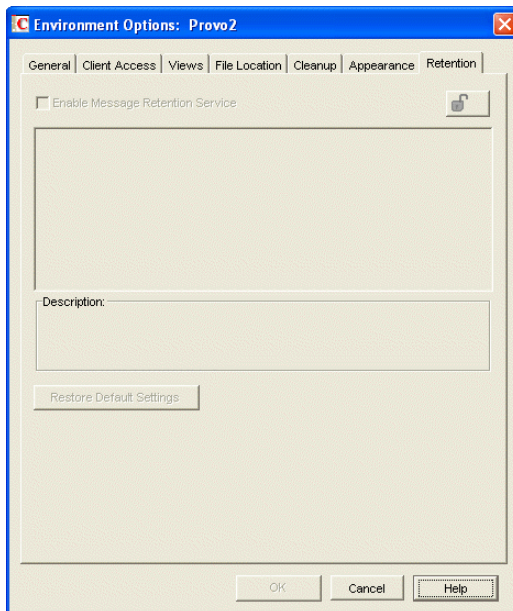 Environment Options: Provo2
General Client Access Views File Location Cleanup Appearance Retention
Enable Message Retention Service
Description:
Restore Default Settings
OK Cancel Help